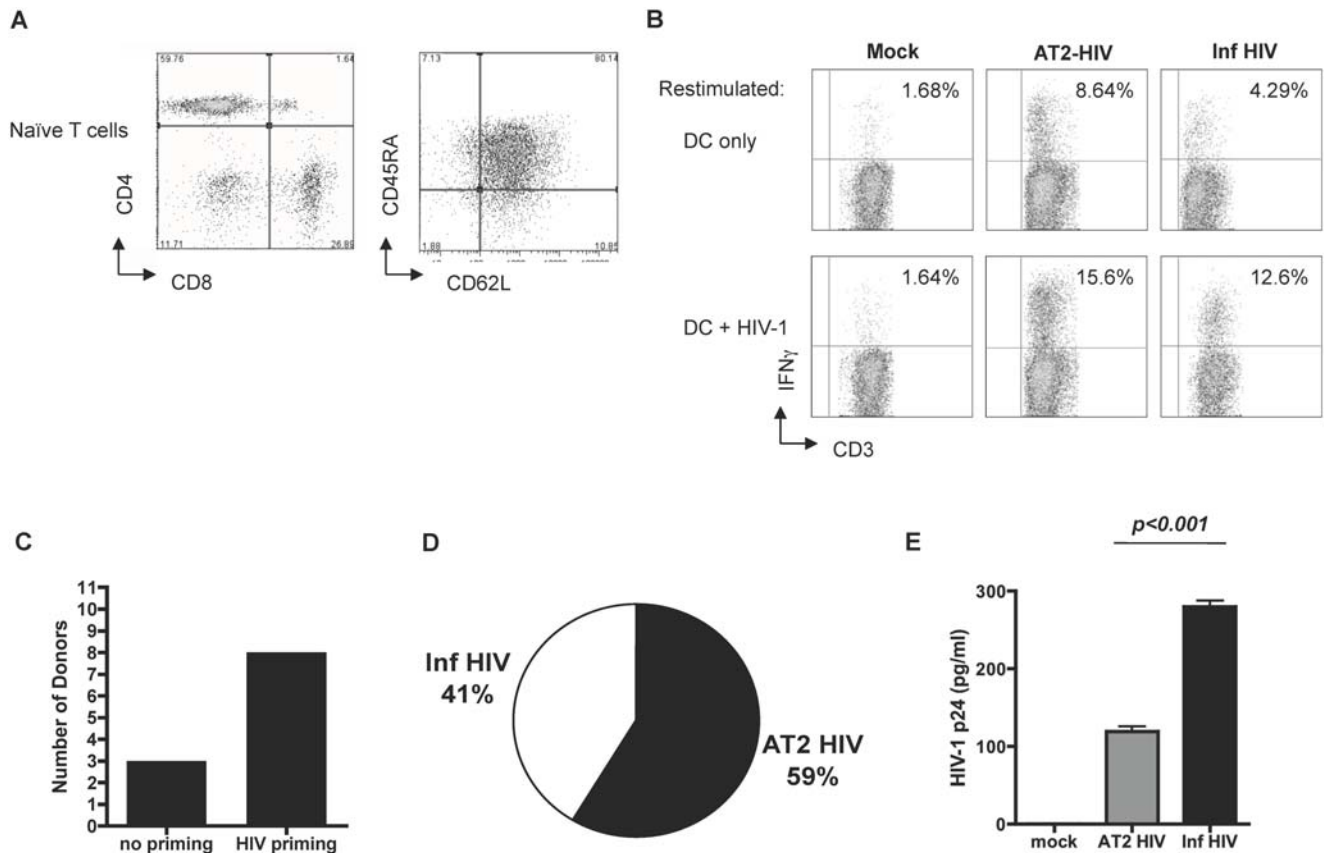 A
59.76 1.64
Naïve T cells
CD4
11.71 26.89
CD8
7.13 80.14
CD45RA
1.88 10.85
CD62L
B
Mock AT2-HIV Inf HIV
Restimulated:
DC only
1.68% 8.64% 4.29%
DC + HIV-1
1.64% 15.6% 12.6%
IFNγ
CD3
C
Number of Donors
11
10
9
8
7
6
5
4
3
2
1
0
no priming HIV priming
D
Inf HIV
41%
AT2 HIV
59%
E
p<0.001
HIV-1 p24 (pg/ml)
300
200
100
0
mock AT2 HIV Inf HIV